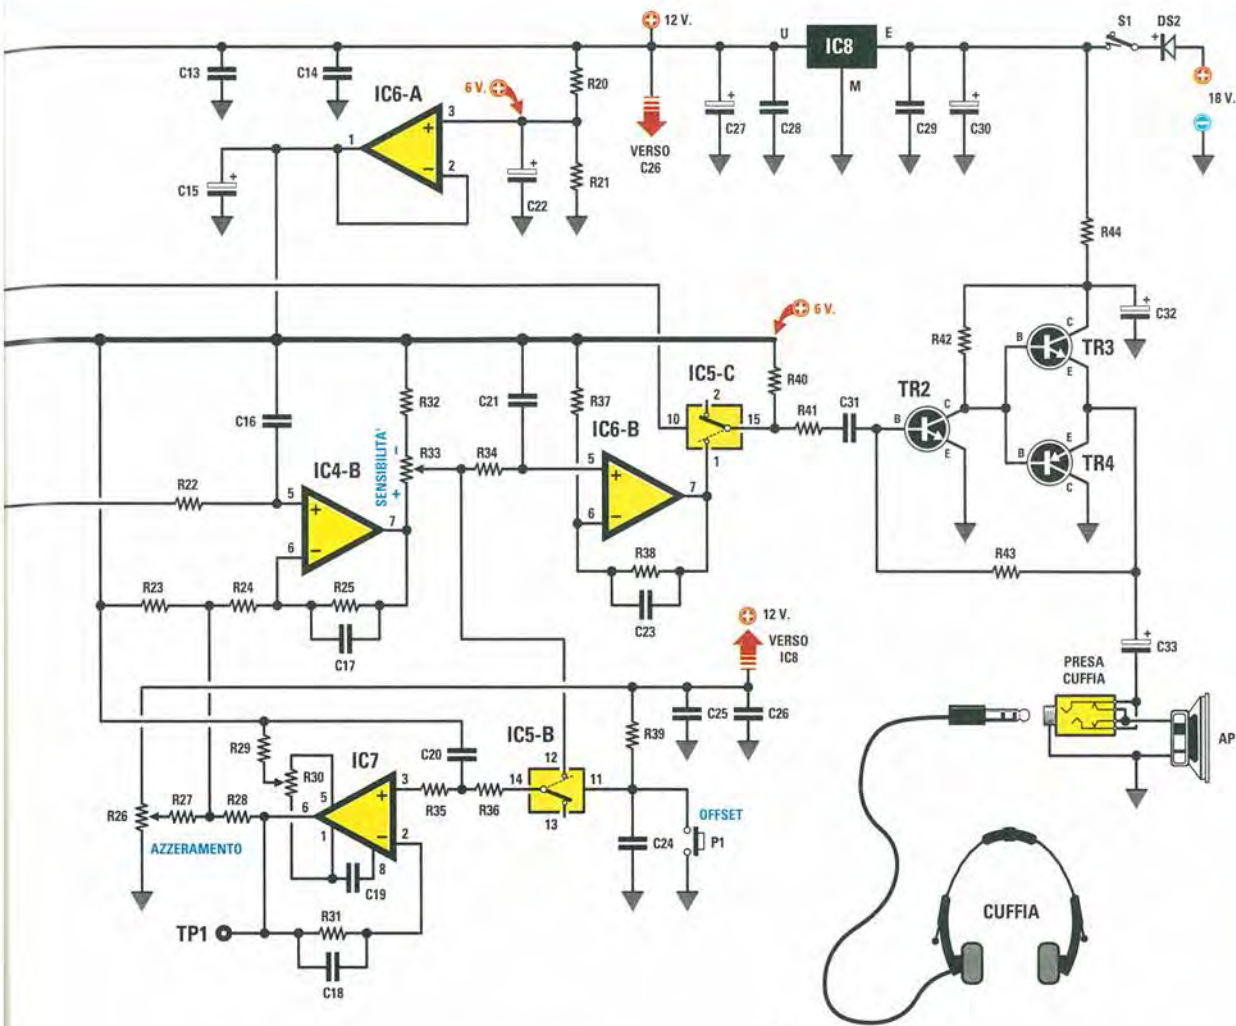 12 V.
U
IC8
E
S1
DS2
+
C13
C14
IC6-A
6 V.
R20
M
18 V.
3
+
1
−
2
C15
+
C22
+
R21
VERSO
C26
C27
+
C28
C29
C30
+
R44
6 V.
C32
+
R42
B
C
TR3
E
IC5-C
R40
2
10
15
1
R41
C31
TR2
B
C
E
E
B
TR4
C
C16
R32
C21
R37
IC6-B
SENSIBILITA'
−
+
R33
R34
5
+
7
6
−
R22
IC4-B
5
+
7
6
−
R38
C23
R43
R23
R24
R25
C17
12 V.
VERSO
IC8
C33
+
PRESA
CUFFIA
AP
R29
R30
IC7
C20
IC5-B
12
14
11
13
R39
C25
C26
R26
R27
R28
6
5
1
3
+
−
2
8
R35
R36
C24
OFFSET
P1
AZZERAMENTO
C19
TP1
R31
C18
CUFFIA